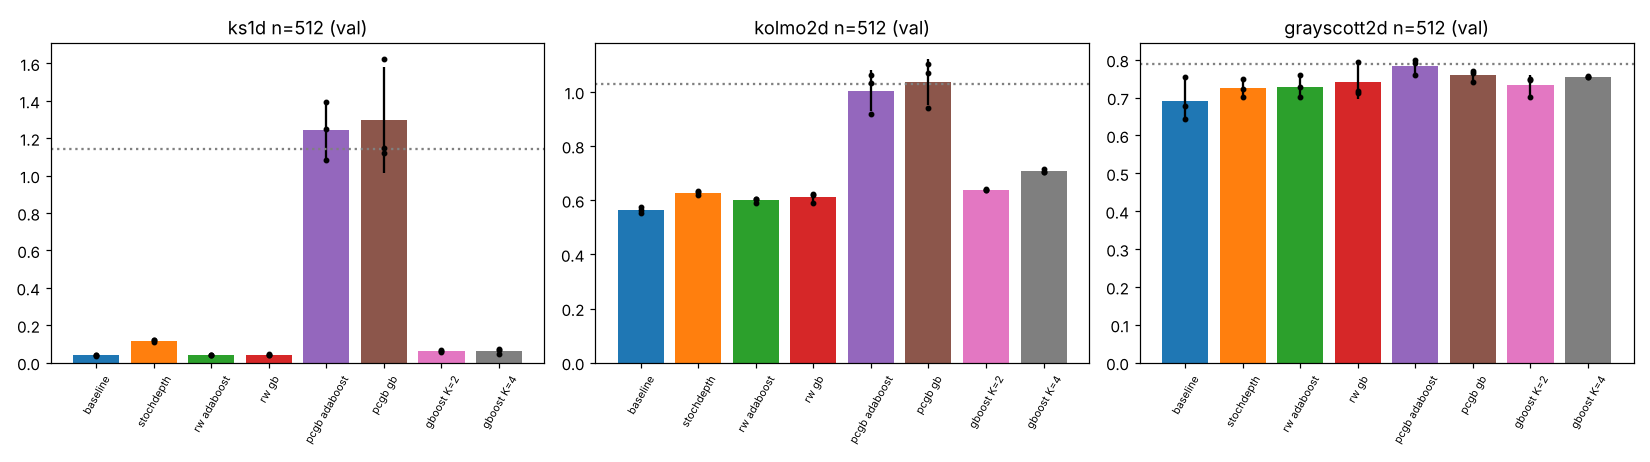 ks1d n=512 (val)
1.6
1.4
1.2
1.0
0.8
0.6
0.4
0.2
0.0
baseline
stochdepth
rw adaboost
rw gb
pcgb adaboost
pcgb gb
gboost K=2
gboost K=4
kolmo2d n=512 (val)
1.0
0.8
0.6
0.4
0.2
0.0
baseline
stochdepth
rw adaboost
rw gb
pcgb adaboost
pcgb gb
gboost K=2
gboost K=4
grayscott2d n=512 (val)
0.8
0.7
0.6
0.5
0.4
0.3
0.2
0.1
0.0
baseline
stochdepth
rw adaboost
rw gb
pcgb adaboost
pcgb gb
gboost K=2
gboost K=4